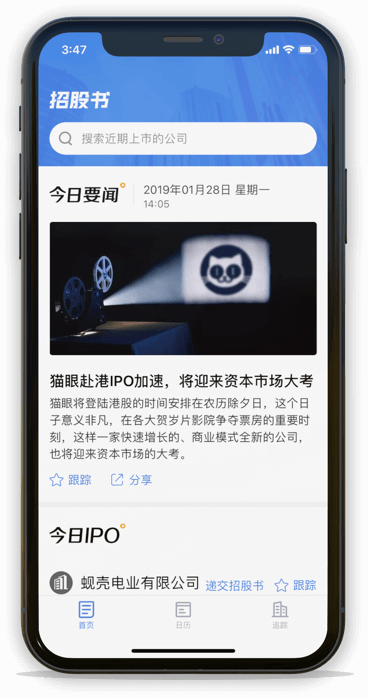 3:47
招股书
搜索近期上市的公司
今日要闻
2019年01月28日 星期一
14:05
猫眼赴港IPO加速，将迎来资本市场大考
猫眼将登陆港股的时间安排在农历除夕日，这个日
子意义非凡，在各大贺岁片影院争夺票房的重要时
刻，这样一家快速增长的、商业模式全新的公司，
也将迎来资本市场的大考。
跟踪 分享
今日IPO
蚬壳电业有限公司 递交招股书 跟踪
首页 日历 追踪